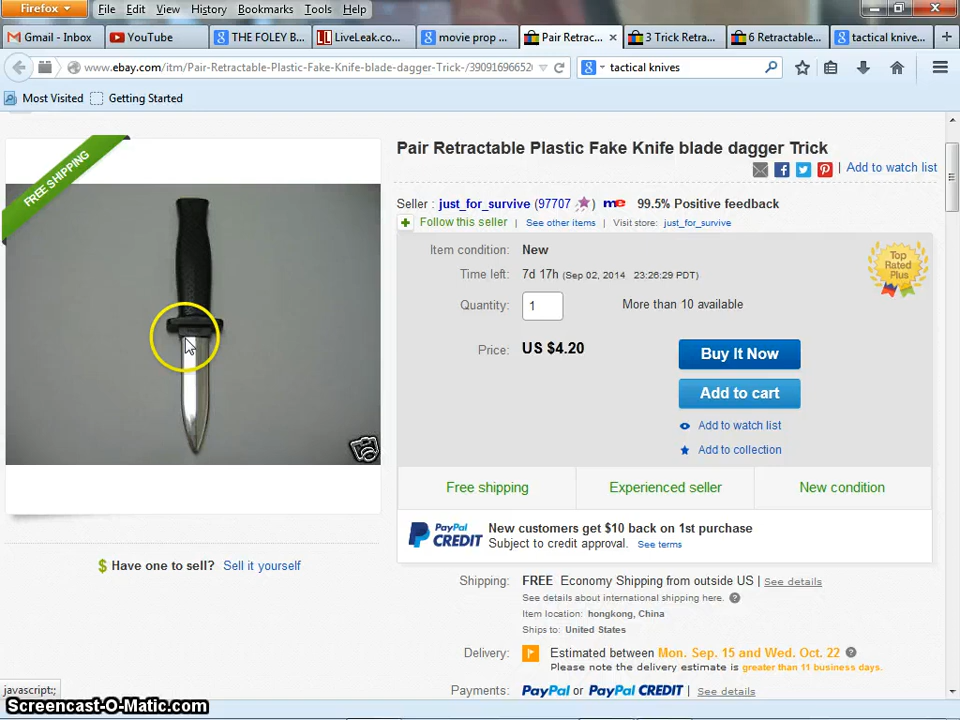 Firefox
File Edit View History Bookmarks Tools Help
Gmail - Inbox
YouTube
THE FOLEY B...
LiveLeak.co...
movie prop ...
Pair Retrac...
3 Trick Retra...
6 Retractable...
tactical knive...
www.ebay.com/itm/Pair-Retractable-Plastic-Fake-Knife-blade-dagger-Trick-/3909169665
tactical knives
Most Visited
Getting Started
FREE SHIPPING
Pair Retractable Plastic Fake Knife blade dagger Trick
Add to watch list
Seller : just_for_survive (97707 ) me 99.5% Positive feedback
Follow this seller | See other items | Visit store: just_for_survive
Item condition: New
Time left: 7d 17h (Sep 02, 2014 23:26:29 PDT)
Top Rated Plus
Quantity: 1 More than 10 available
Price: US $4.20
Buy It Now
Add to cart
Add to watch list
Add to collection
Free shipping
Experienced seller
New condition
PayPal CREDIT
New customers get $10 back on 1st purchase
Subject to credit approval. See terms
$ Have one to sell? Sell it yourself
Shipping: FREE Economy Shipping from outside US | See details
See details about international shipping here.
Item location: hongkong, China
Ships to: United States
Delivery: Estimated between Mon. Sep. 15 and Wed. Oct. 22
Please note the delivery estimate is greater than 11 business days.
Payments: PayPal or PayPal CREDIT | See details
javascript:;
Screencast-O-Matic.com